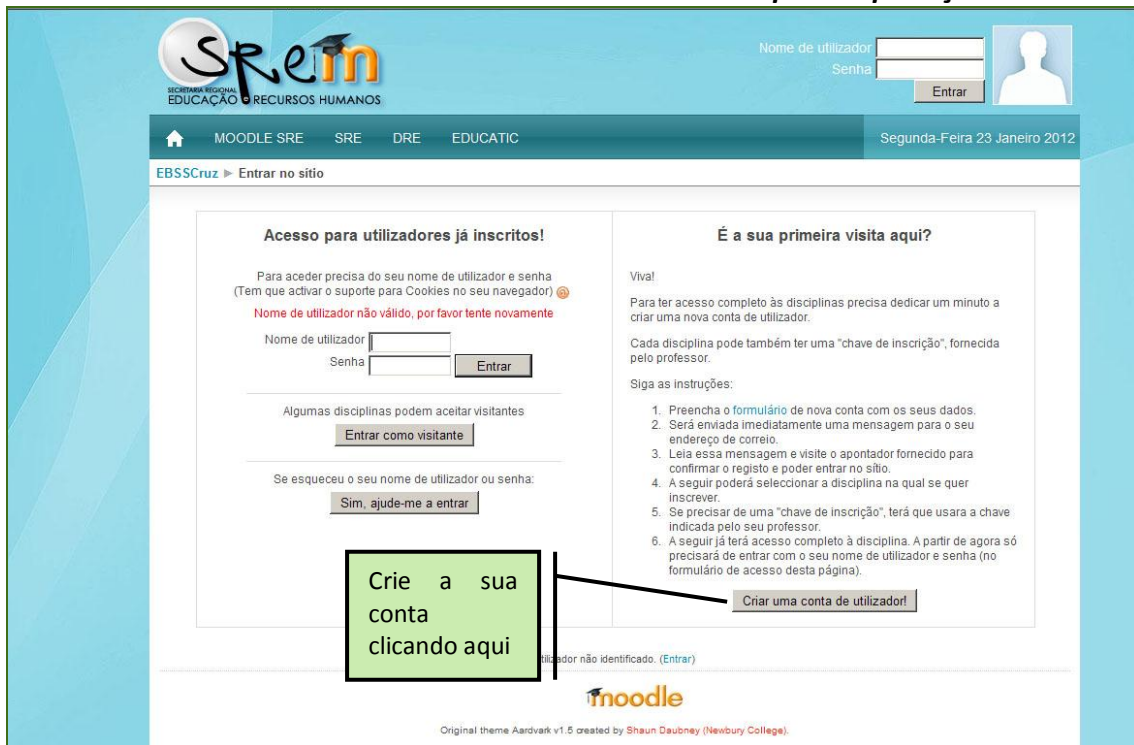 SRem
SECRETARIA REGIONAL
EDUCAÇÃO e RECURSOS HUMANOS
Nome de utilizador
Senha
Entrar
MOODLE SRE SRE DRE EDUCATIC
Segunda-Feira 23 Janeiro 2012
EBSSCruz ► Entrar no sítio
Acesso para utilizadores já inscritos!
Para aceder precisa do seu nome de utilizador e senha
(Tem que activar o suporte para Cookies no seu navegador)
Nome de utilizador não válido, por favor tente novamente
Nome de utilizador
Senha
Entrar
Algumas disciplinas podem aceitar visitantes
Entrar como visitante
Se esqueceu o seu nome de utilizador ou senha:
Sim, ajude-me a entrar
É a sua primeira visita aqui?
Viva!
Para ter acesso completo às disciplinas precisa dedicar um minuto a
criar uma nova conta de utilizador.
Cada disciplina pode também ter uma "chave de inscrição", fornecida
pelo professor.
Siga as instruções:
1. Preencha o formulário de nova conta com os seus dados.
2. Será enviada imediatamente uma mensagem para o seu
endereço de correio.
3. Leia essa mensagem e visite o apontador fornecido para
confirmar o registo e poder entrar no sítio.
4. A seguir poderá seleccionar a disciplina na qual se quer
inscrever.
5. Se precisar de uma "chave de inscrição", terá que usara a chave
indicada pelo seu professor.
6. A seguir já terá acesso completo à disciplina. A partir de agora só
precisará de entrar com o seu nome de utilizador e senha (no
formulário de acesso desta página).
Criar uma conta de utilizador!
Crie a sua
conta
clicando aqui
não identificado. (Entrar)
moodle
Original theme Aardvark v1.5 created by Shaun Daubney (Newbury College).